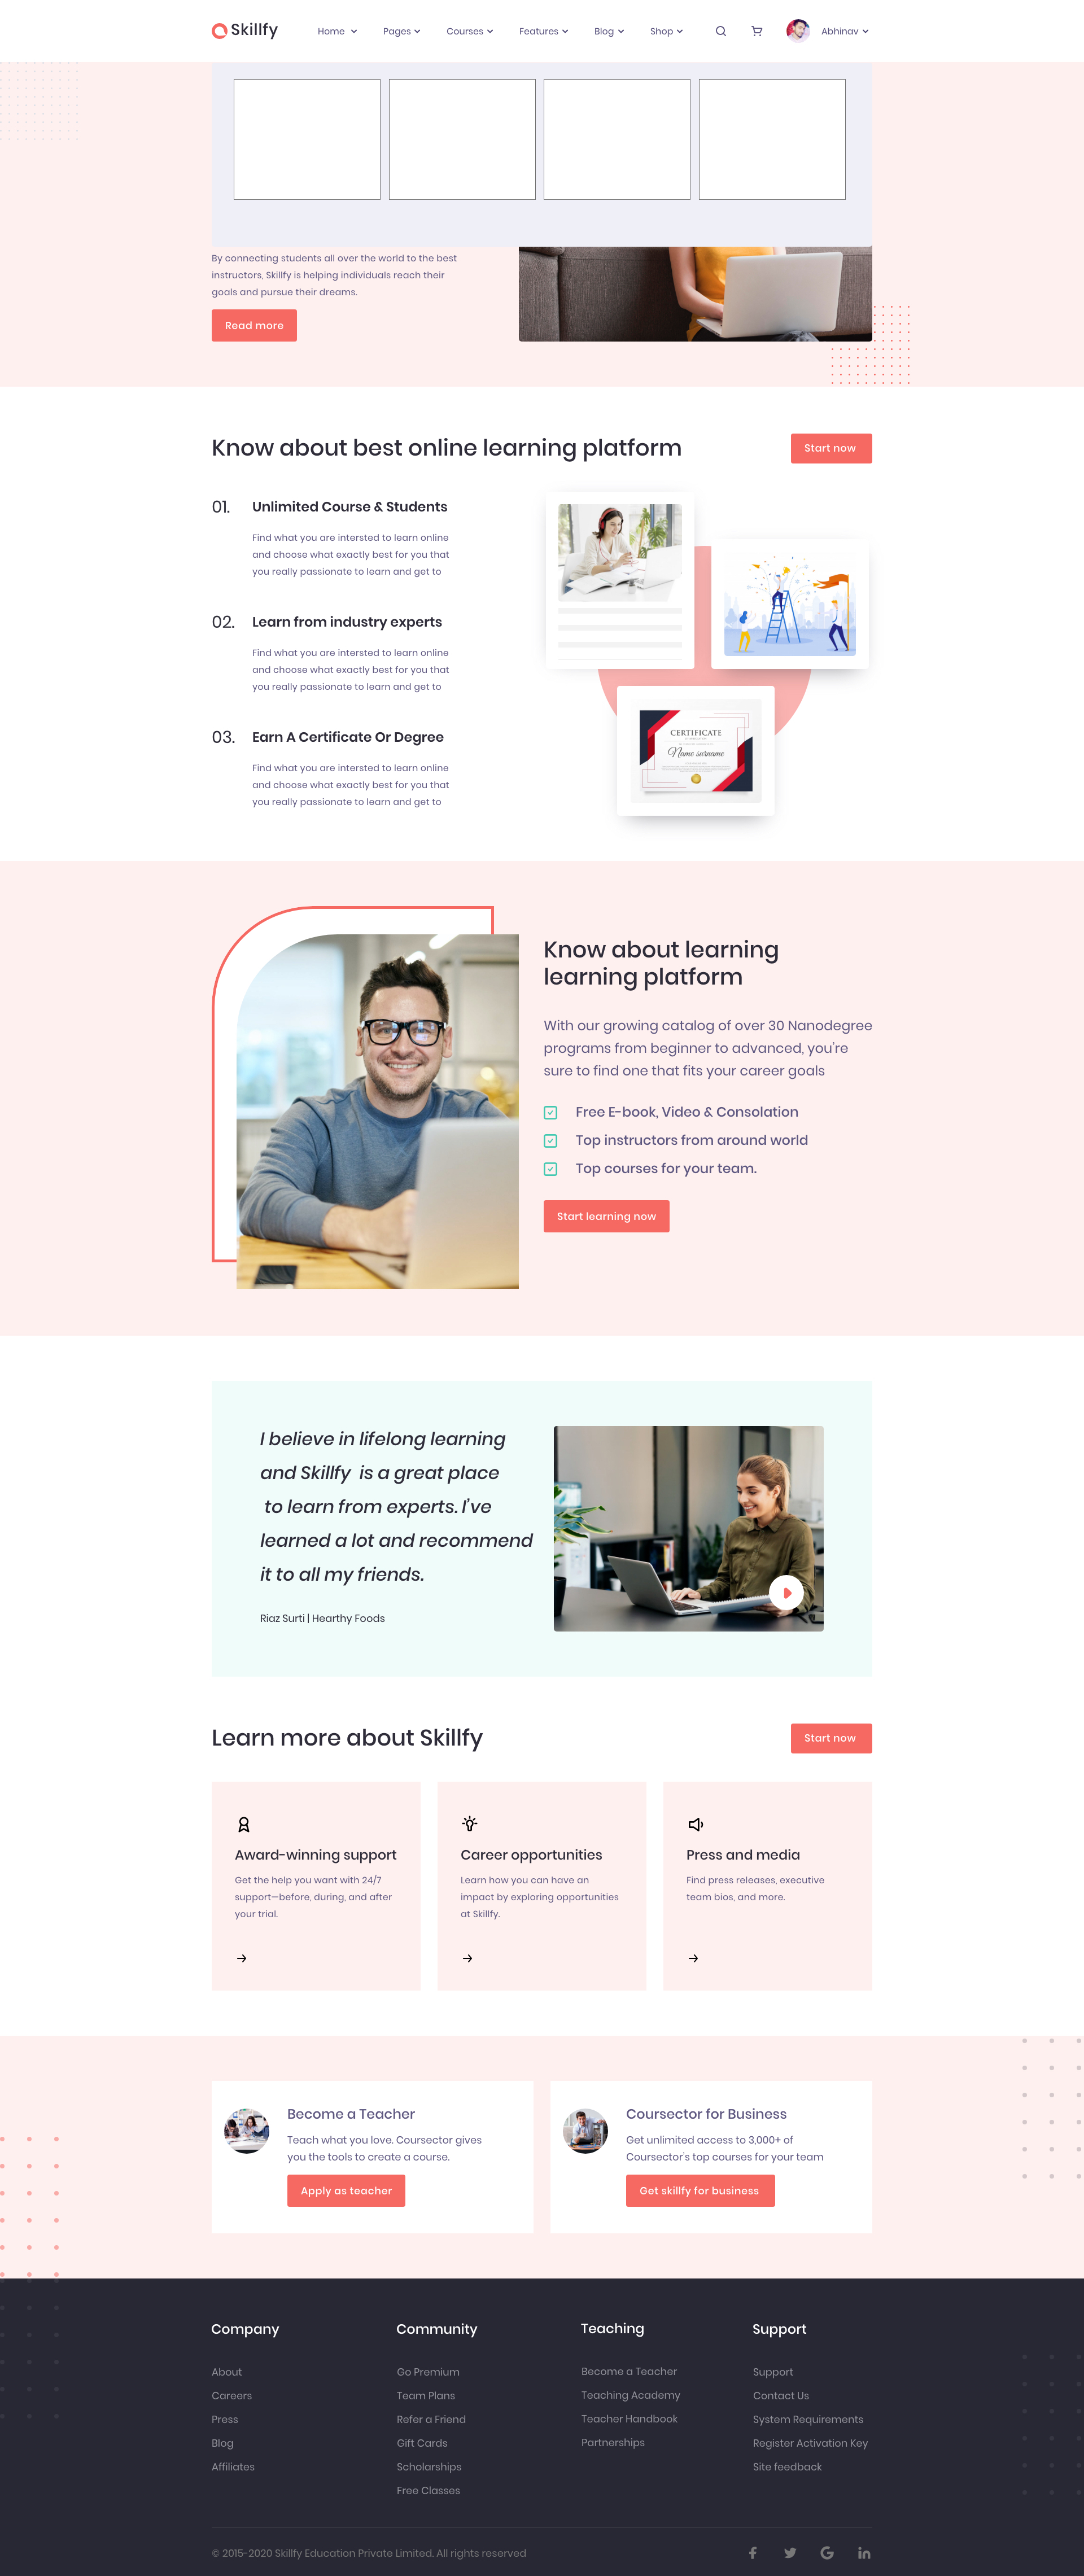 Skillfy
Home
Pages
Courses
Features
Blog
Shop
Abhinav
By connecting students all over the world to the best
instructors, Skillfy is helping individuals reach their
goals and pursue their dreams.
Read more
Know about best online learning platform
Start now
01.
Unlimited Course & Students
Find what you are intersted to learn online
and choose what exactly best for you that
you really passionate to learn and get to
02.
Learn from industry experts
Find what you are intersted to learn online
and choose what exactly best for you that
you really passionate to learn and get to
03.
Earn A Certificate Or Degree
Find what you are intersted to learn online
and choose what exactly best for you that
you really passionate to learn and get to
CERTIFICATE
Name surname
Know about learning
learning platform
With our growing catalog of over 30 Nanodegree
programs from beginner to advanced, you're
sure to find one that fits your career goals
Free E-book, Video & Consolation
Top instructors from around world
Top courses for your team.
Start learning now
I believe in lifelong learning
and Skillfy is a great place
to learn from experts. I've
learned a lot and recommend
it to all my friends.
Riaz Surti | Hearthy Foods
Learn more about Skillfy
Start now
Award-winning support
Get the help you want with 24/7
support—before, during, and after
your trial.
Career opportunities
Learn how you can have an
impact by exploring opportunities
at Skillfy.
Press and media
Find press releases, executive
team bios, and more.
Become a Teacher
Teach what you love. Coursector gives
you the tools to create a course.
Apply as teacher
Coursector for Business
Get unlimited access to 3,000+ of
Coursector's top courses for your team
Get skillfy for business
Company
About
Careers
Press
Blog
Affiliates
Community
Go Premium
Team Plans
Refer a Friend
Gift Cards
Scholarships
Free Classes
Teaching
Become a Teacher
Teaching Academy
Teacher Handbook
Partnerships
Support
Support
Contact Us
System Requirements
Register Activation Key
Site feedback
© 2015-2020 Skillfy Education Private Limited. All rights reserved